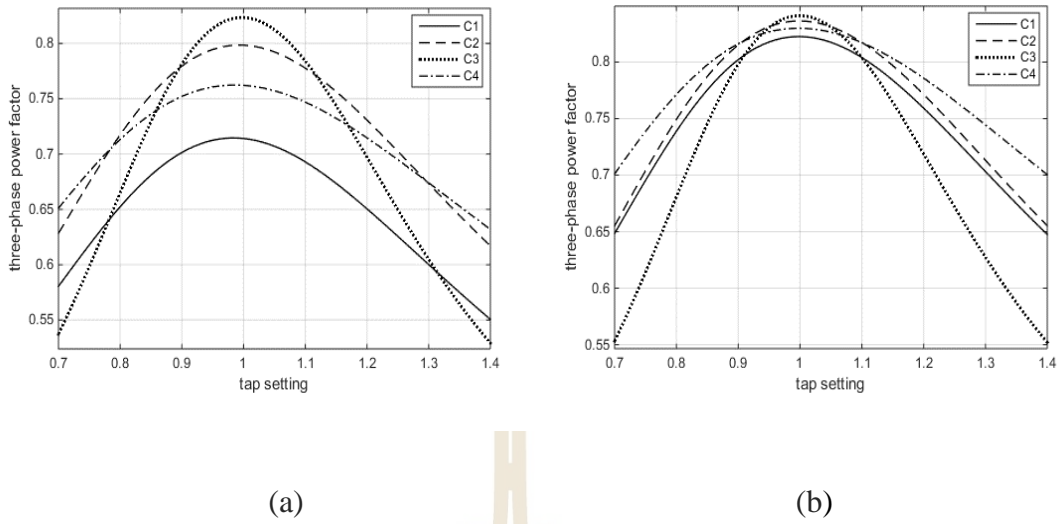 three-phase power factor
0.8
0.75
0.7
0.65
0.6
0.55
0.7 0.8 0.9 1 1.1 1.2 1.3 1.4
tap setting
C1
C2
C3
C4
three-phase power factor
0.8
0.75
0.7
0.65
0.6
0.55
0.7 0.8 0.9 1 1.1 1.2 1.3 1.4
tap setting
C1
C2
C3
C4
(a) (b)